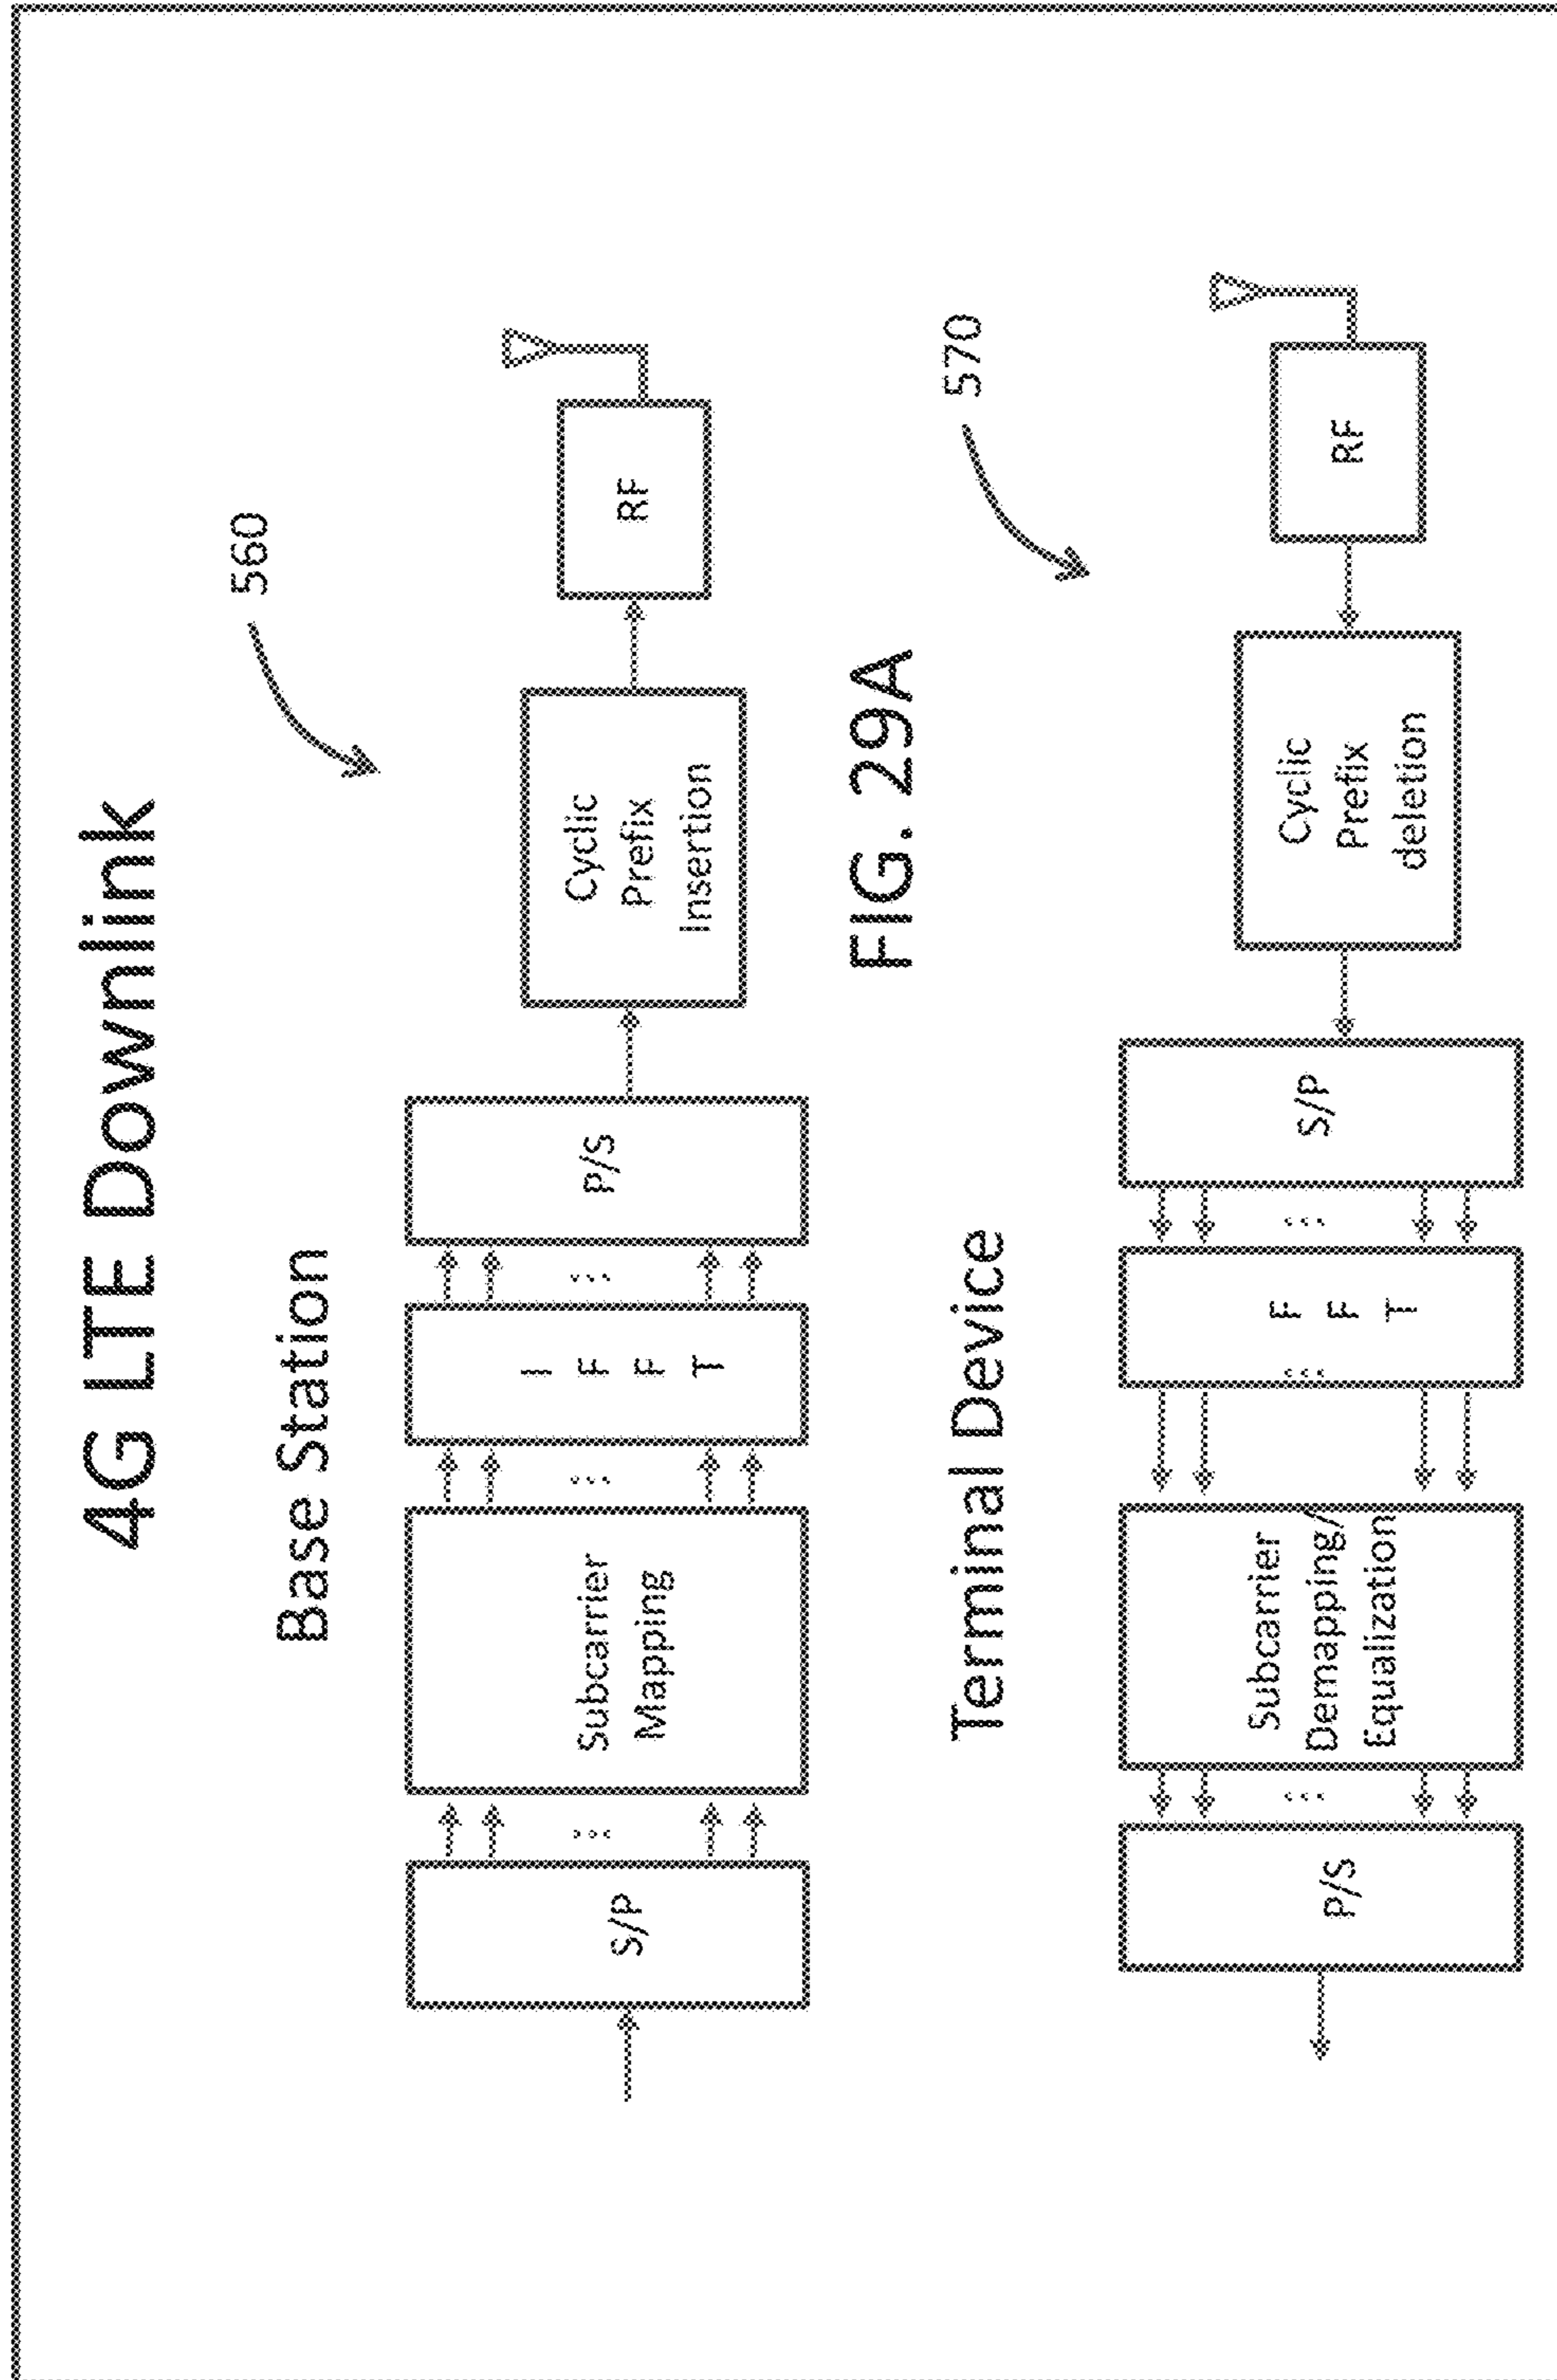 4G LTE Downlink
Base Station
560
S/P
Subcarrier
Mapping
I
F
F
T
P/S
Cyclic
Prefix
Insertion
RF
FIG. 29A
Terminal Device
570
P/S
Subcarrier
Demapping/
Equalization
F
F
T
S/P
Cyclic
Prefix
deletion
RF